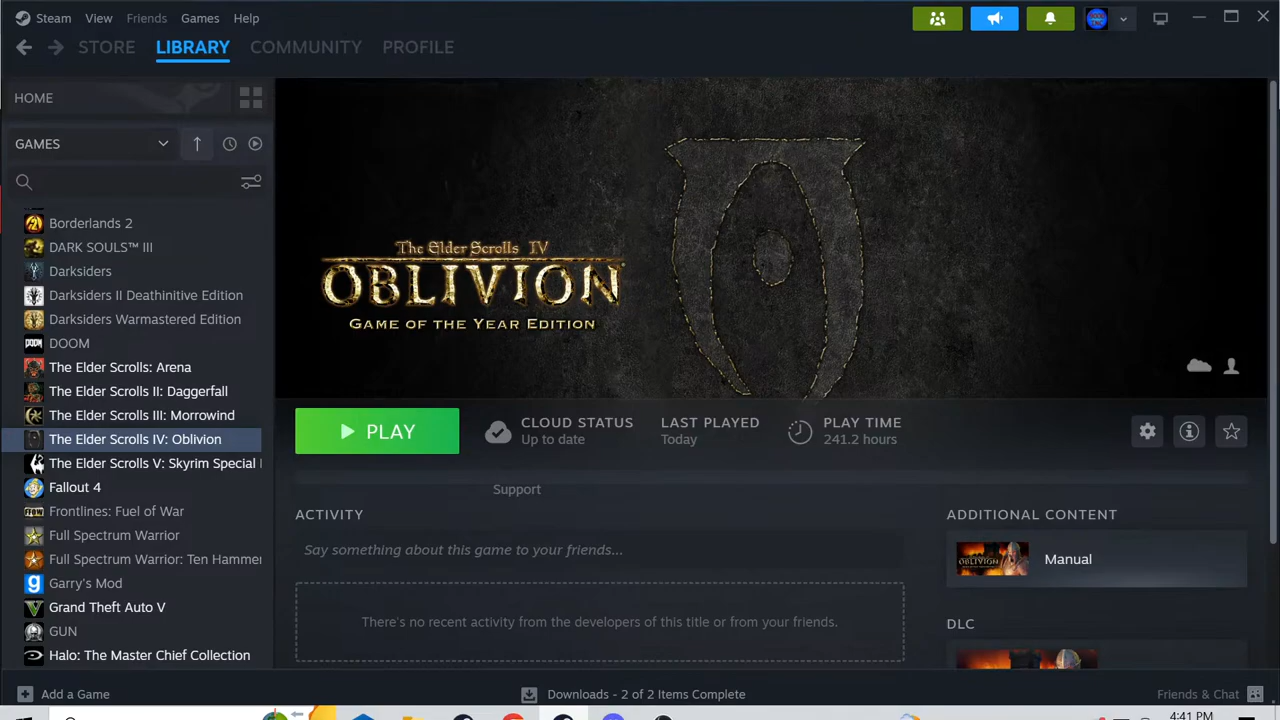 Steam View Friends Games Help
STORE LIBRARY COMMUNITY PROFILE
HOME
GAMES
Borderlands 2
DARK SOULS™ III
Darksiders
Darksiders II Deathinitive Edition
Darksiders Warmastered Edition
DOOM
The Elder Scrolls: Arena
The Elder Scrolls II: Daggerfall
The Elder Scrolls III: Morrowind
The Elder Scrolls IV: Oblivion
The Elder Scrolls V: Skyrim Special
Fallout 4
Frontlines: Fuel of War
Full Spectrum Warrior
Full Spectrum Warrior: Ten Hammer
Garry's Mod
Grand Theft Auto V
GUN
Halo: The Master Chief Collection
The Elder Scrolls IV
OBLIVION
GAME OF THE YEAR EDITION
PLAY
CLOUD STATUS
Up to date
LAST PLAYED
Today
PLAY TIME
241.2 hours
Support
ACTIVITY
Say something about this game to your friends...
There's no recent activity from the developers of this title or from your friends.
ADDITIONAL CONTENT
OBLIVION
Manual
DLC
Add a Game
Downloads - 2 of 2 Items Complete
Friends & Chat
4:41 PM